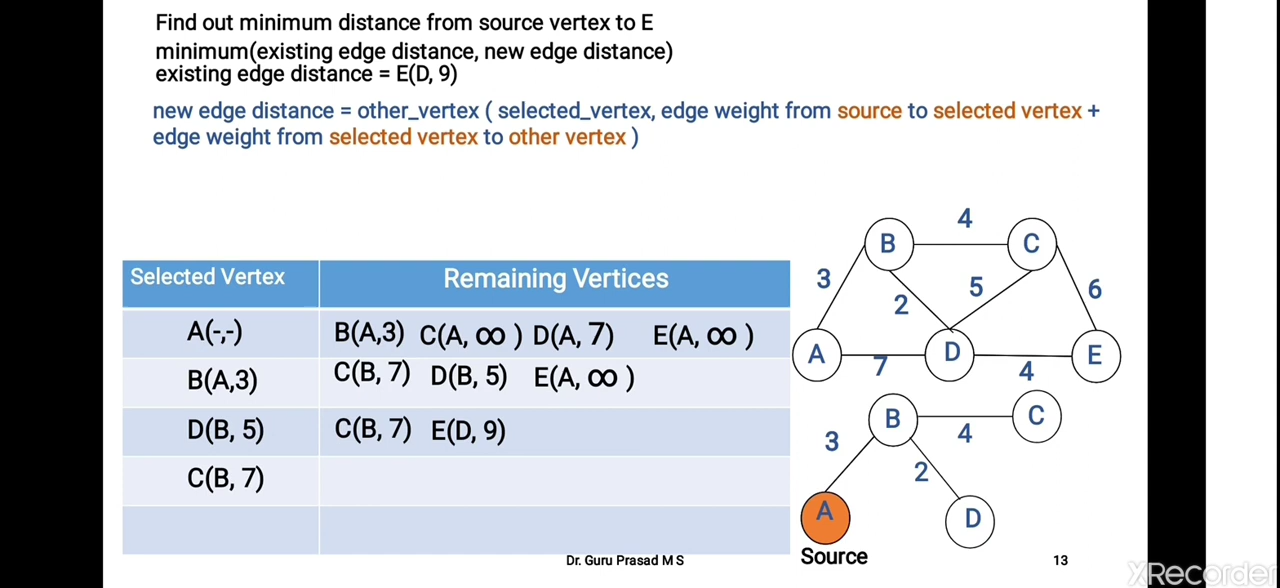 Find out minimum distance from source vertex to E
minimum(existing edge distance, new edge distance)
existing edge distance = E(D, 9)
new edge distance = other_vertex ( selected_vertex, edge weight from source to selected vertex +
edge weight from selected vertex to other vertex )
Selected Vertex Remaining Vertices
A(-,-) B(A,3) C(A, ∞ ) D(A, 7) E(A, ∞ )
B(A,3) C(B, 7) D(B, 5) E(A, ∞ )
D(B, 5) C(B, 7) E(D, 9)
C(B, 7)
4
B C
3 2 5 6
A D E
7 4
B C
3 4
2
A D
Source
Dr. Guru Prasad M S
13
XRecorder